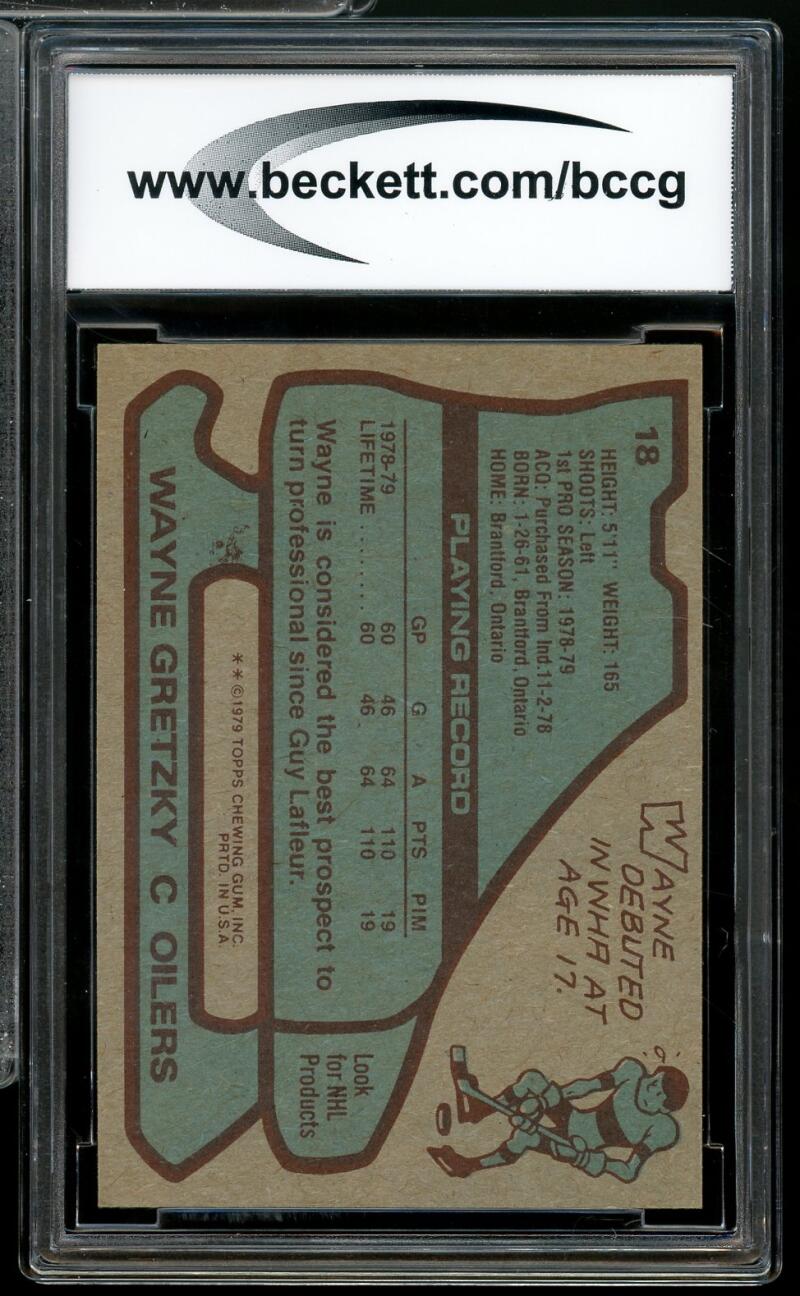 www.beckett.com/bccg
18
HEIGHT: 5'11" WEIGHT: 165
SHOOTS: Left
1st PRO SEASON: 1978-79
ACQ: Purchased From Ind. 11-2-78
BORN: 1-26-61, Brantford, Ontario
HOME: Brantford, Ontario
WAYNE
DEBUTED
IN WHA AT
AGE 17.
PLAYING RECORD
GP G A PTS PIM
1978-79 60 46 64 110 19
LIFETIME ........ 60 46 64 110 19
Wayne is considered the best prospect to
turn professional since Guy Lafleur.
Look
for NHL
Products
**©1979 TOPPS CHEWING GUM, INC.
PRTD. IN U.S.A.
WAYNE GRETZKY C OILERS